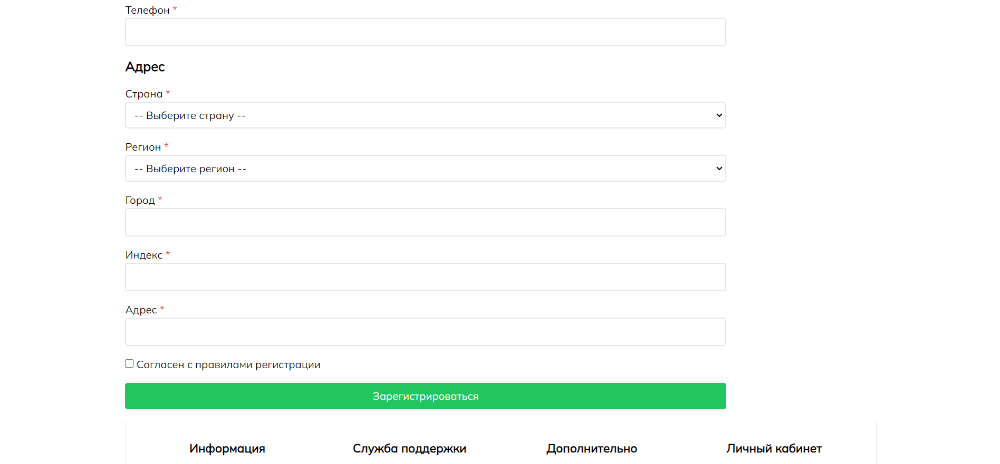 Телефон *
Адрес
Страна *
-- Выберите страну --
Регион *
-- Выберите регион --
Город *
Индекс *
Адрес *
Согласен с правилами регистрации
Зарегистрироваться
Информация Служба поддержки Дополнительно Личный кабинет